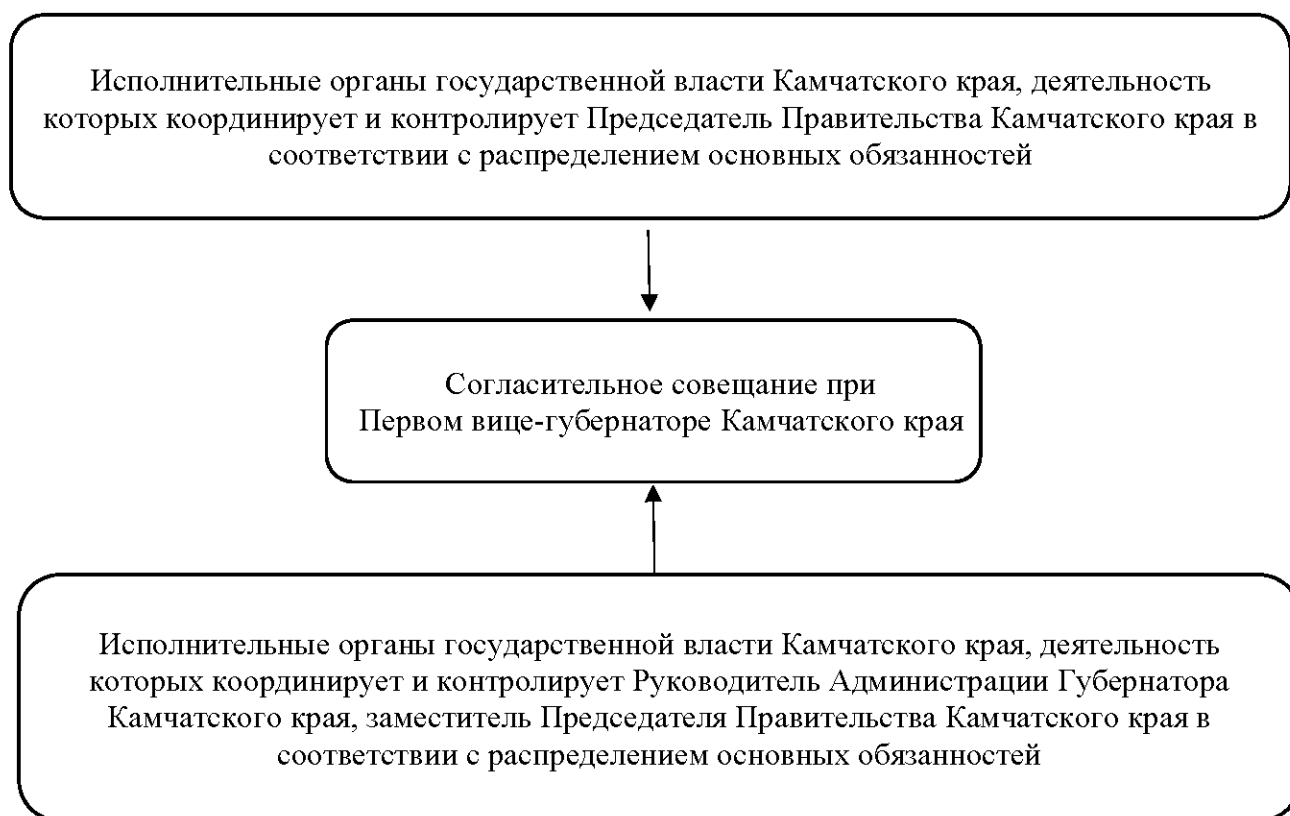 Исполнительные органы государственной власти Камчатского края, деятельность
которых координирует и контролирует Председатель Правительства Камчатского края в
соответствии с распределением основных обязанностей
Согласительное совещание при
Первом вице-губернаторе Камчатского края
Исполнительные органы государственной власти Камчатского края, деятельность
которых координирует и контролирует Руководитель Администрации Губернатора
Камчатского края, заместитель Председателя Правительства Камчатского края в
соответствии с распределением основных обязанностей